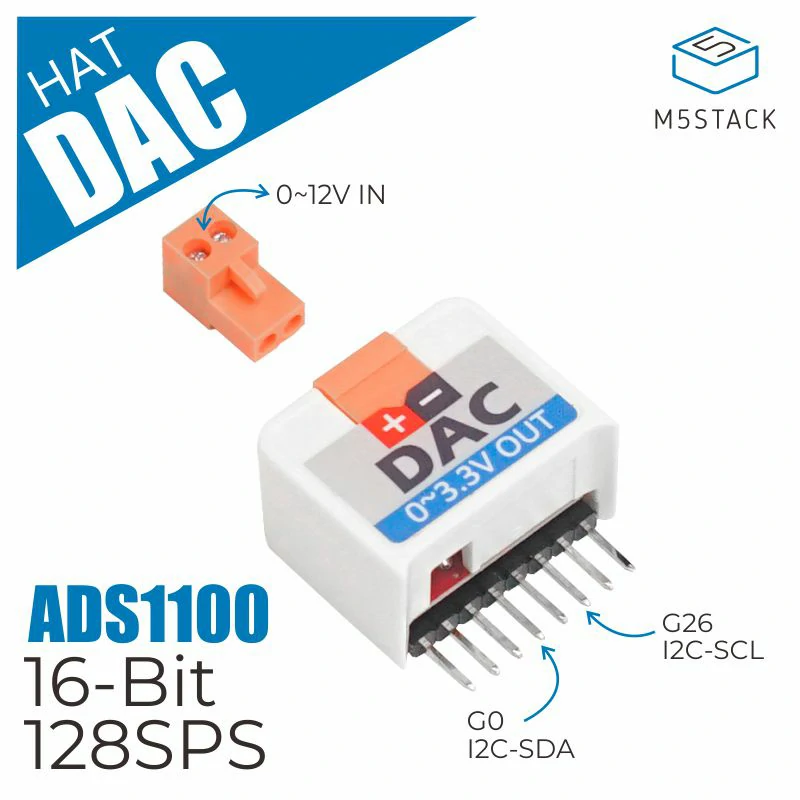 HAT
DAC
5
M5STACK
0~12V IN
+ -
DAC
0~3.3V OUT
ADS1100
16-Bit
128SPS
G26
I2C-SCL
G0
I2C-SDA